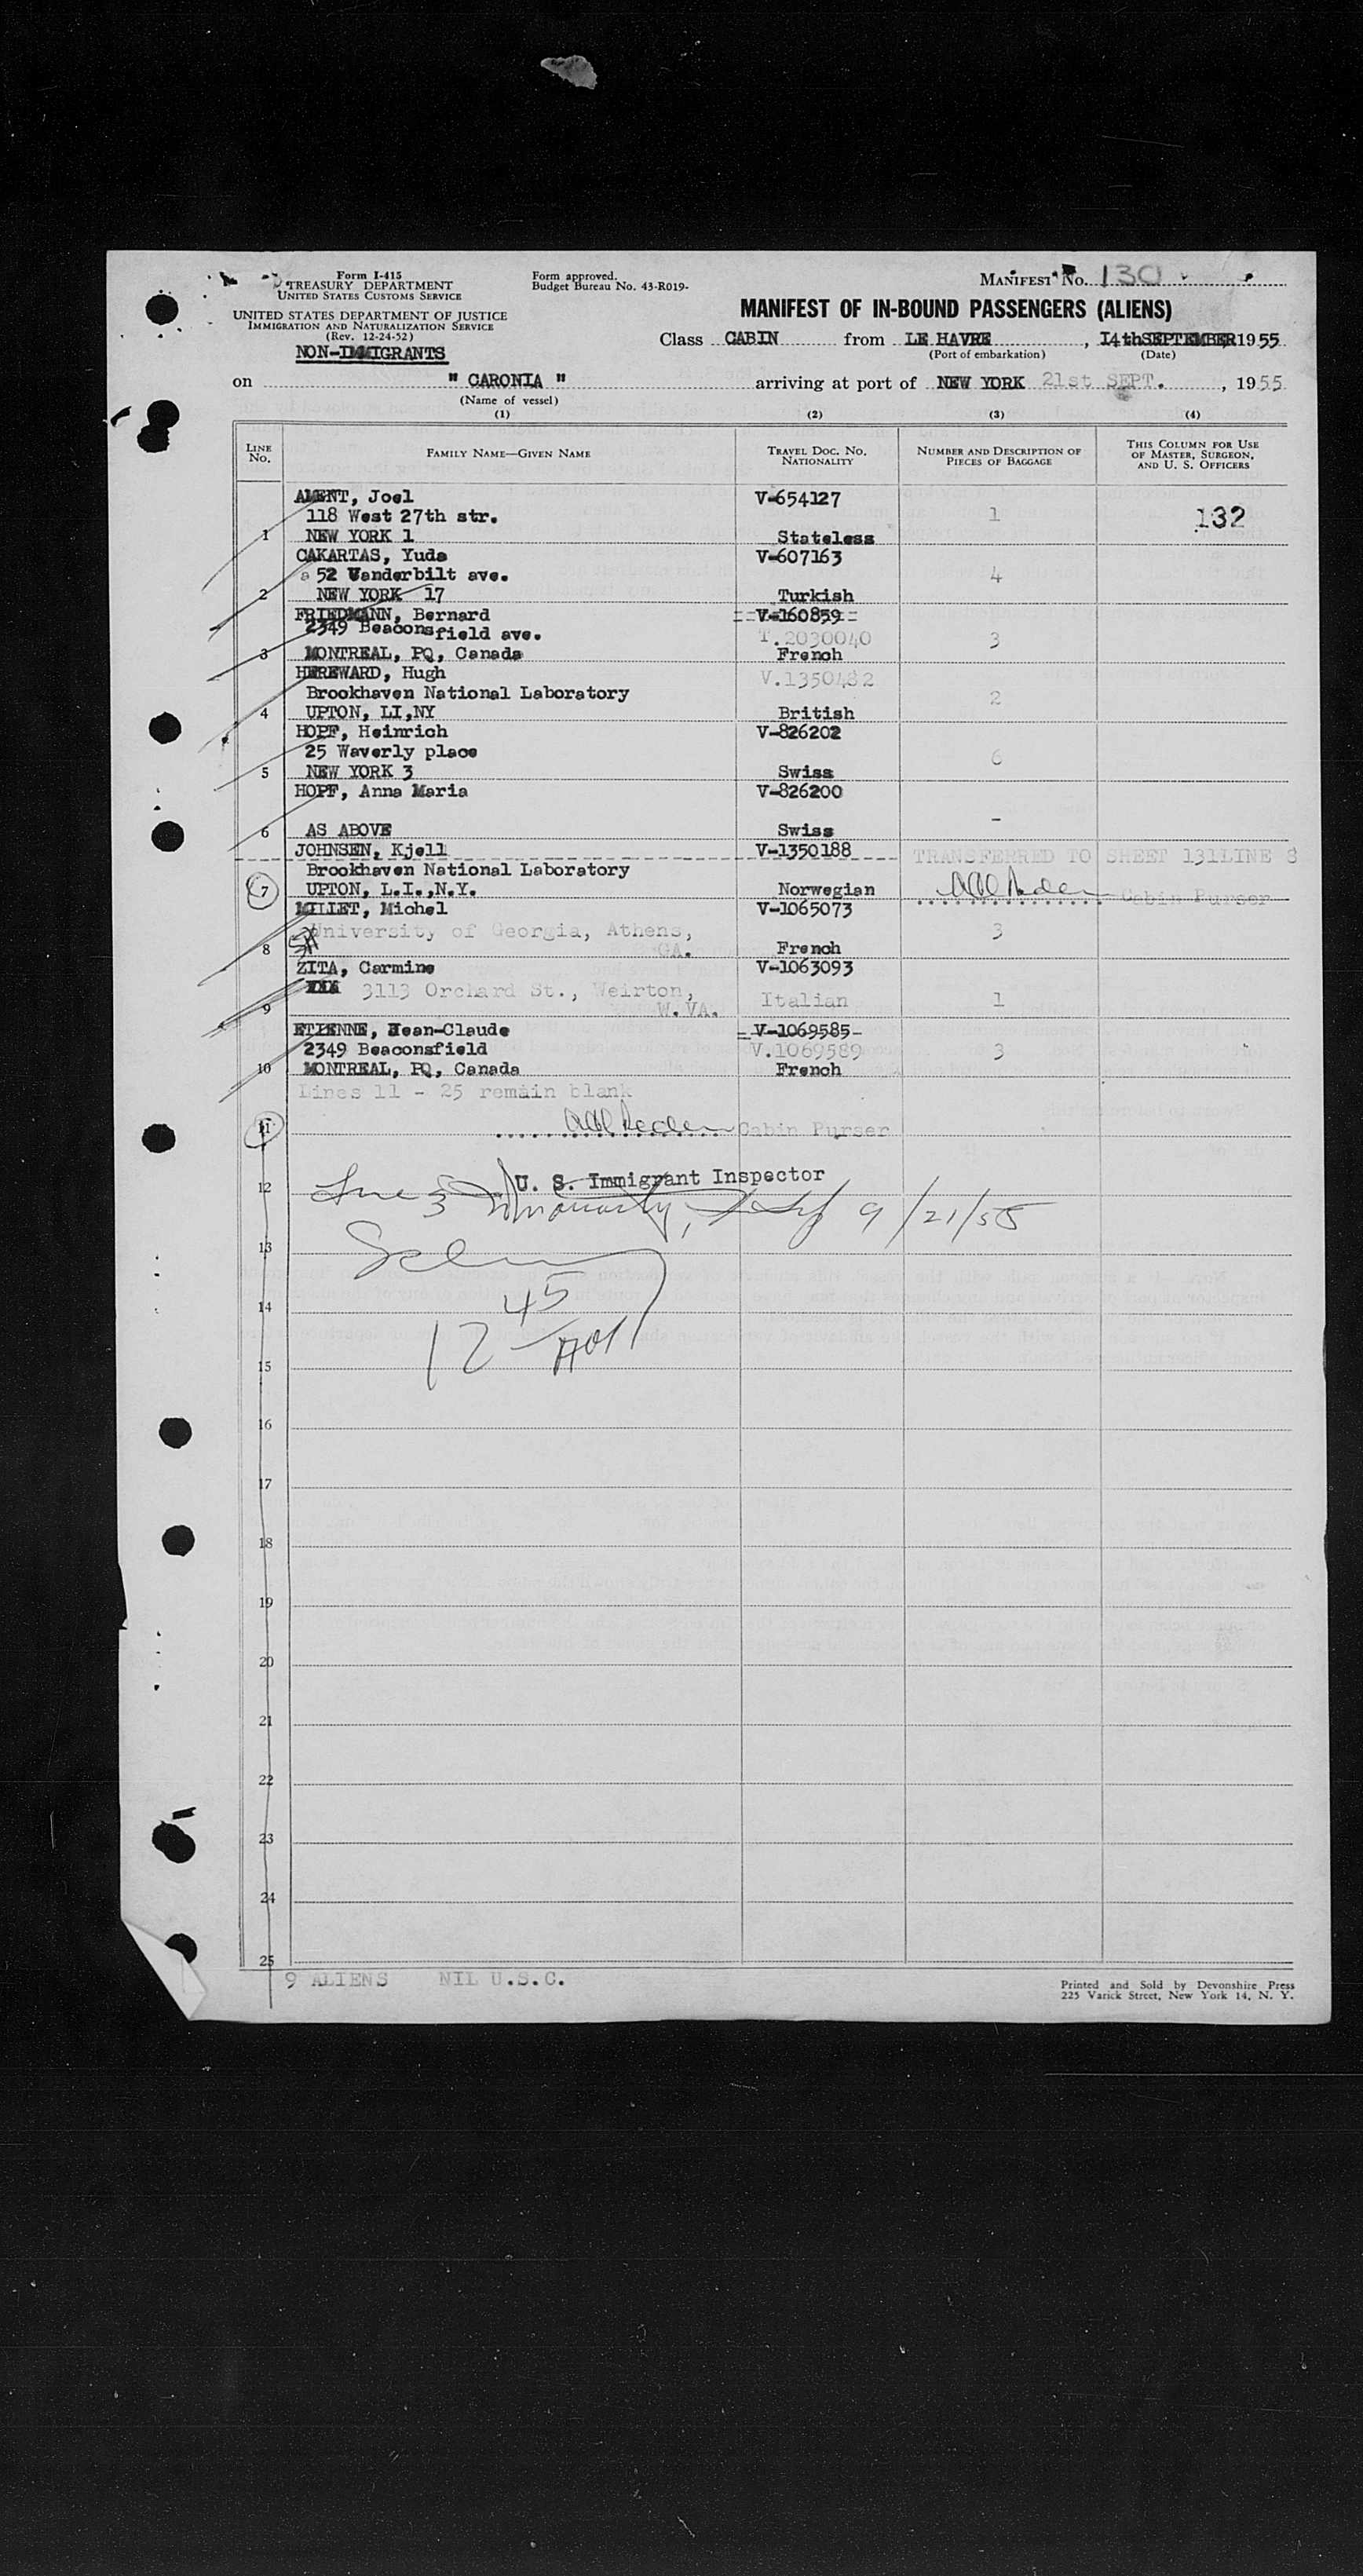 Form I-415
TREASURY DEPARTMENT
UNITED STATES CUSTOMS SERVICE
UNITED STATES DEPARTMENT OF JUSTICE
IMMIGRATION AND NATURALIZATION SERVICE
(Rev. 12-24-52)
NON-IMMIGRANTS
Form approved.
Budget Bureau No. 43-R019-
MANIFEST No. 130
MANIFEST OF IN-BOUND PASSENGERS (ALIENS)
Class CABIN from LE HAVRE, 14thSEPTEMBER1955
(Port of embarkation) (Date)
on " CARONIA " arriving at port of NEW YORK 21st SEPT. , 1955
(Name of vessel)
(1) (2) (3) (4)
LINE No. FAMILY NAME—GIVEN NAME TRAVEL DOC. No. NATIONALITY NUMBER AND DESCRIPTION OF PIECES OF BAGGAGE THIS COLUMN FOR USE OF MASTER, SURGEON, AND U. S. OFFICERS
AMENT, Joel V-654127
118 West 27th str. 1 132
1 NEW YORK 1 Stateless
CAKARTAS, Yuda V-607163
a 52 Vanderbilt ave. 4
2 NEW YORK 17 Turkish
FRIEDMANN, Bernard V-160859
2349 Beaconsfield ave. T.2030040 3
3 MONTREAL, PQ, Canada French
HEREWARD, Hugh V.1350482
Brookhaven National Laboratory 2
4 UPTON, LI,NY British
HOPF, Heinrich V-826202
25 Waverly place 6
5 NEW YORK 3 Swiss
HOPF, Anna Maria V-826200
-
6 AS ABOVE Swiss
JOHNSEN, Kjell V-1350188 TRANSFERRED TO SHEET 131LINE 8
Brookhaven National Laboratory
7 UPTON, L.I.,N.Y. Norwegian Cabin Purser
MILLET, Michel V-1065073
University of Georgia, Athens, 3
8 GA. French
ZITA, Carmine V-1063093
3113 Orchard St., Weirton, Italian 1
9 W.VA.
ETIENNE, Jean-Claude V-1069585-
2349 Beaconsfield V.1069589 3
10 MONTREAL, PQ, Canada French
Lines 11 - 25 remain blank
11 Cabin Purser
U. S. Immigrant Inspector
12 Line 3 9/21/55
13
45
14
12
15
16
17
18
19
20
21
22
23
24
25
9 ALIENS NIL U.S.C.
Printed and Sold by Devonshire Press
225 Varick Street, New York 14, N. Y.